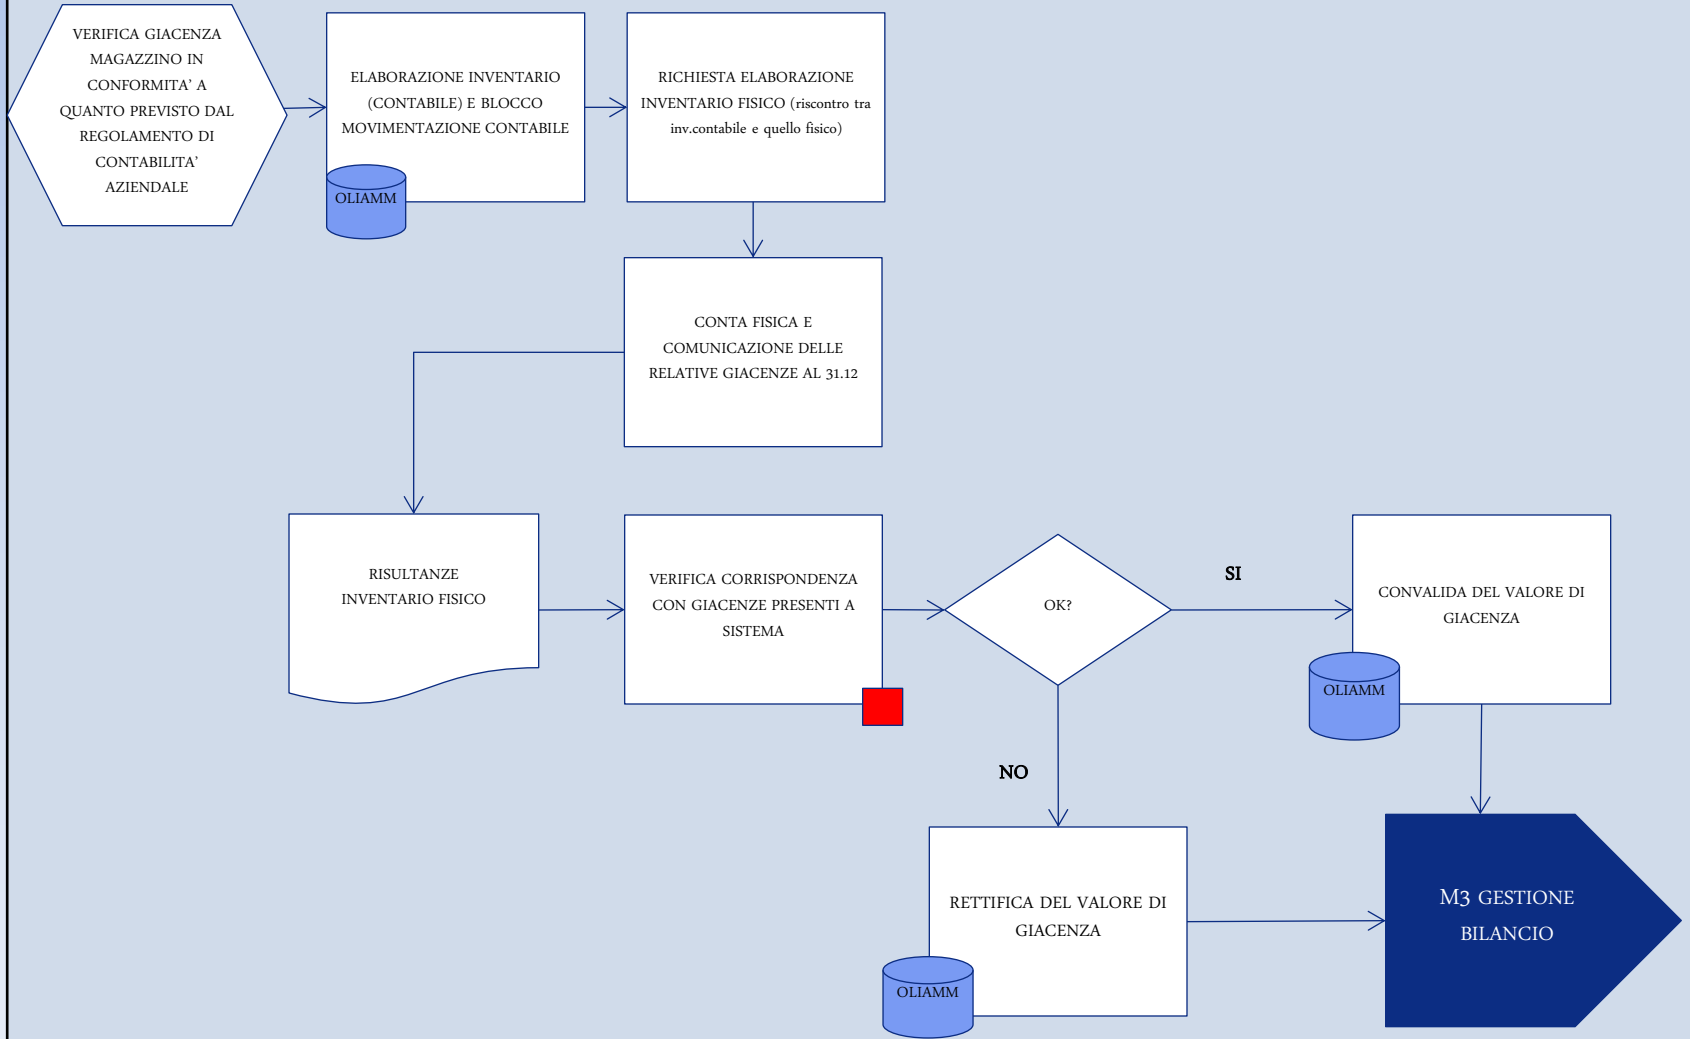 VERIFICA GIACENZA
MAGAZZINO IN
CONFORMITA’ A
QUANTO PREVISTO DAL
REGOLAMENTO DI
CONTABILITA’
AZIENDALE
ELABORAZIONE INVENTARIO
(CONTABILE) E BLOCCO
MOVIMENTAZIONE CONTABILE
OLIAMM
RICHIESTA ELABORAZIONE
INVENTARIO FISICO (riscontro tra
inv.contabile e quello fisico)
CONTA FISICA E
COMUNICAZIONE DELLE
RELATIVE GIACENZE AL 31.12
RISULTANZE
INVENTARIO FISICO
VERIFICA CORRISPONDENZA
CON GIACENZE PRESENTI A
SISTEMA
OK?
SI
CONVALIDA DEL VALORE DI
GIACENZA
OLIAMM
NO
RETTIFICA DEL VALORE DI
GIACENZA
OLIAMM
M3 GESTIONE
BILANCIO